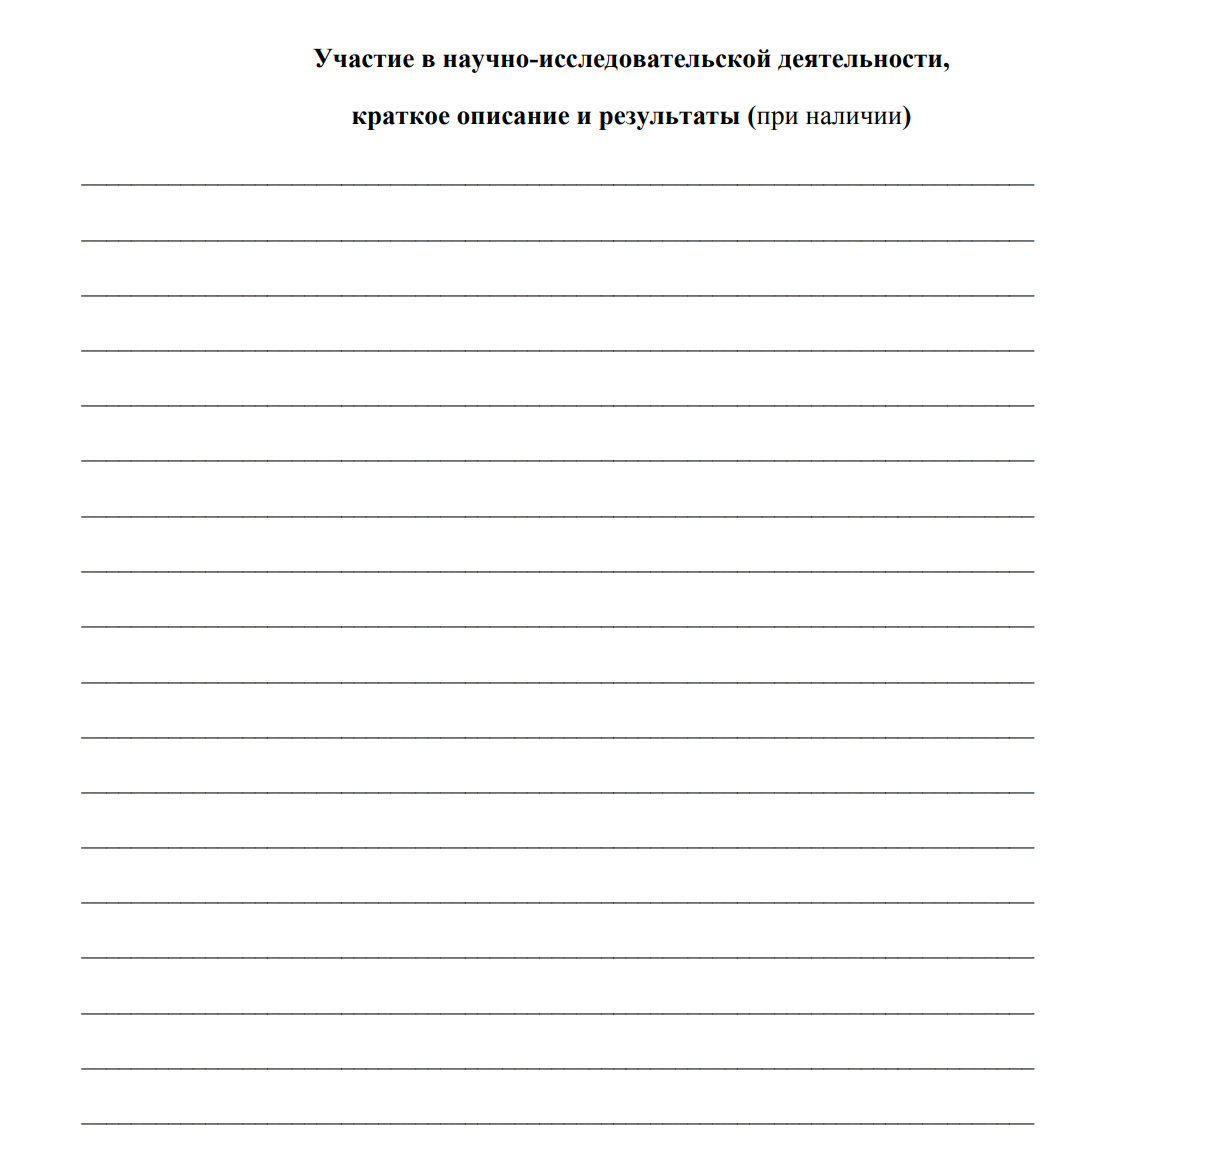 Участие в научно-исследовательской деятельности,
краткое описание и результаты (при наличии)